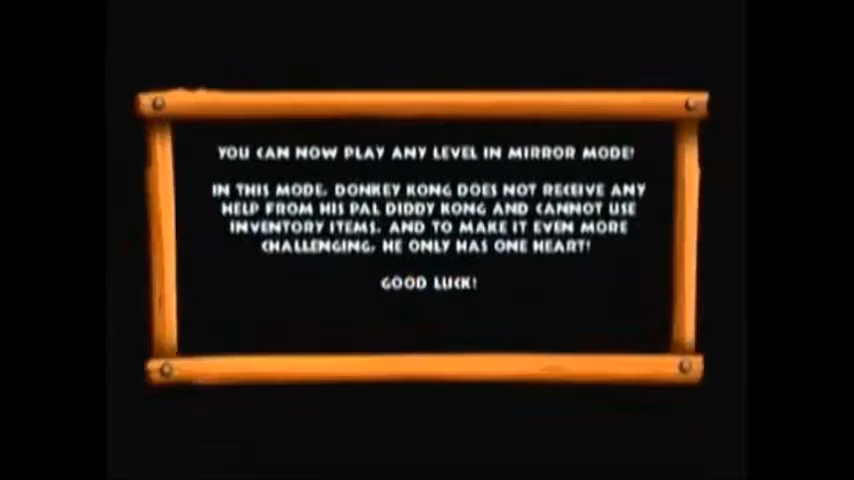 YOU CAN NOW PLAY ANY LEVEL IN MIRROR MODE!
IN THIS MODE, DONKEY KONG DOES NOT RECEIVE ANY
HELP FROM HIS PAL DIDDY KONG AND CANNOT USE
INVENTORY ITEMS. AND TO MAKE IT EVEN MORE
CHALLENGING, HE ONLY HAS ONE HEART!
GOOD LUCK!